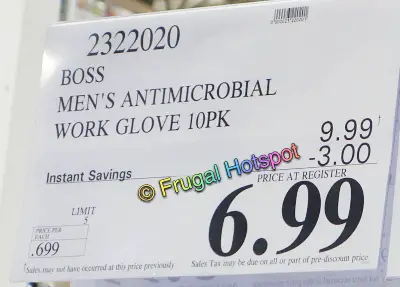 2322020
BOSS
MEN'S ANTIMICROBIAL
WORK GLOVE 10PK
9.99†
Instant Savings
-3.00
© Frugal Hotspot
PRICE AT REGISTER
LIMIT
5
6.99
PRICE PER
EACH
.699
†Sales may not have occurred at this price previously
Sales Tax may be due on all or part of pre-discount price